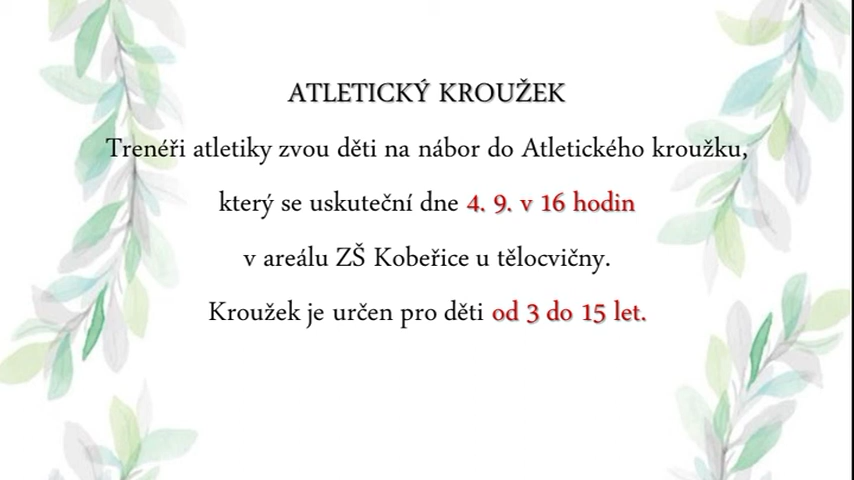 ATLETICKÝ KROUŽEK
Trenéři atletiky zvou děti na nábor do Atletického kroužku,
který se uskuteční dne 4. 9. v 16 hodin
v areálu ZŠ Kobeřice u tělocvičny.
Kroužek je určen pro děti od 3 do 15 let.